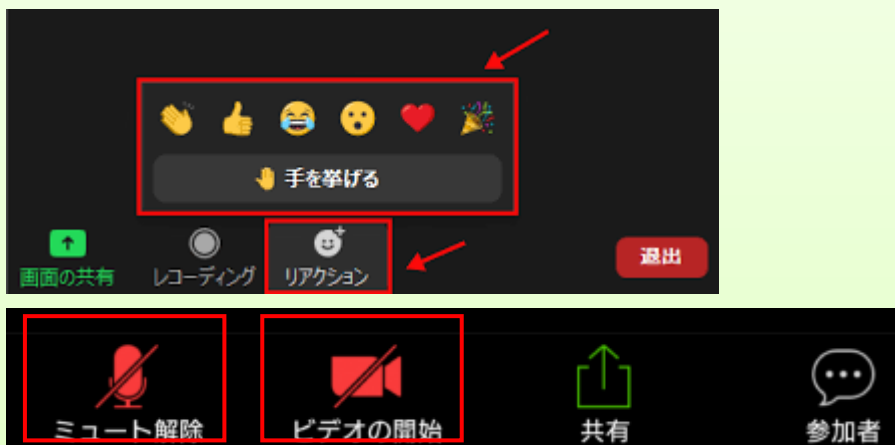 手を挙げる
画面の共有 レコーディング リアクション 退出
ミュート解除 ビデオの開始 共有 参加者